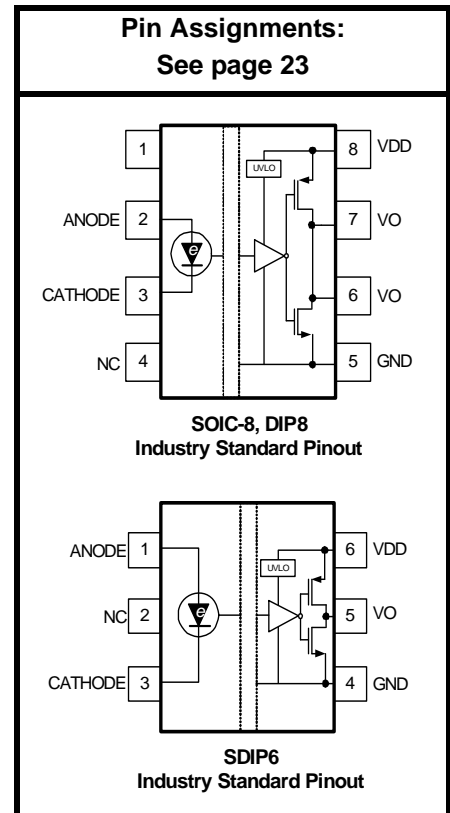 Pin Assignments:
See page 23
1
8 VDD
UVLO
ANODE 2
e
7 VO
CATHODE 3
6 VO
NC 4
5 GND
SOIC-8, DIP8
Industry Standard Pinout
ANODE 1
6 VDD
UVLO
NC 2
e
5 VO
CATHODE 3
4 GND
SDIP6
Industry Standard Pinout